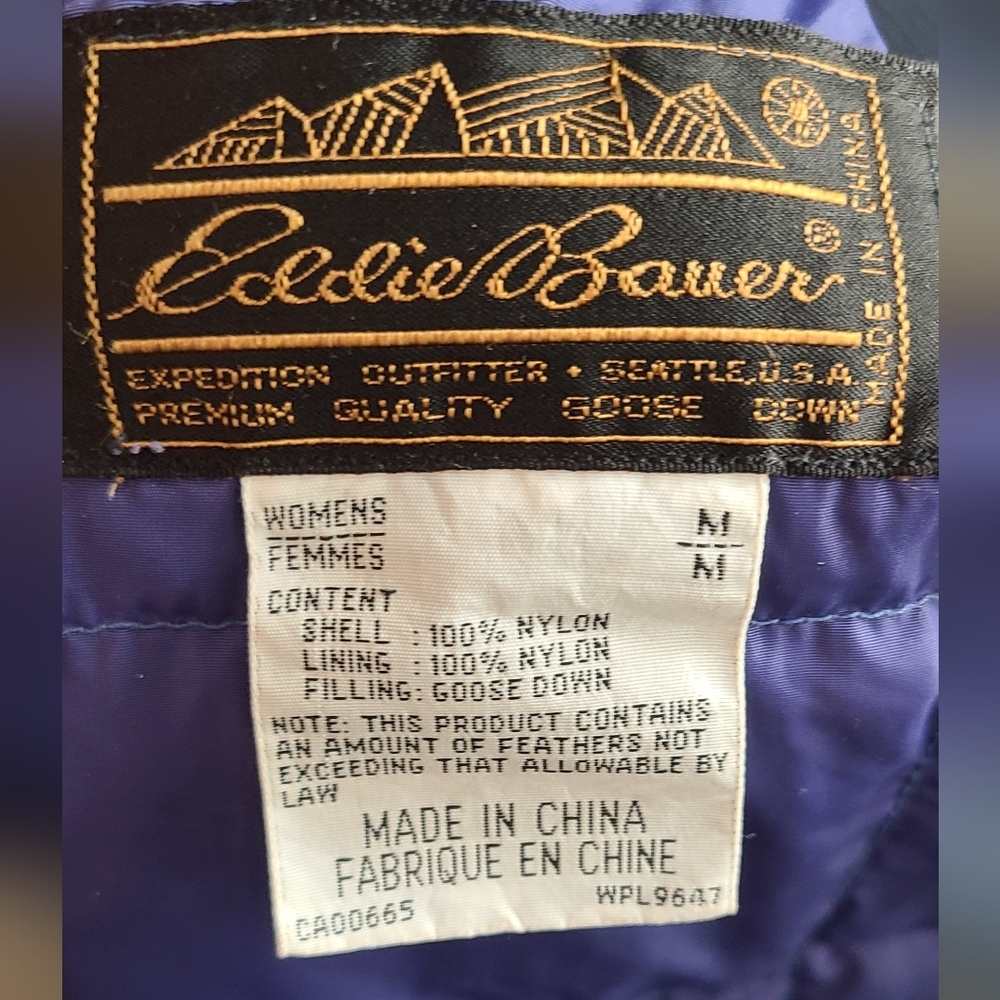 Eddie Bauer®
EXPEDITION OUTFITTER • SEATTLE, U.S.A.
PREMIUM QUALITY GOOSE DOWN
MADE IN CHINA
WOMENS M
FEMMES M
CONTENT
SHELL : 100% NYLON
LINING : 100% NYLON
FILLING: GOOSE DOWN
NOTE: THIS PRODUCT CONTAINS
AN AMOUNT OF FEATHERS NOT
EXCEEDING THAT ALLOWABLE BY
LAW
MADE IN CHINA
FABRIQUE EN CHINE
CA00665 WPL9647